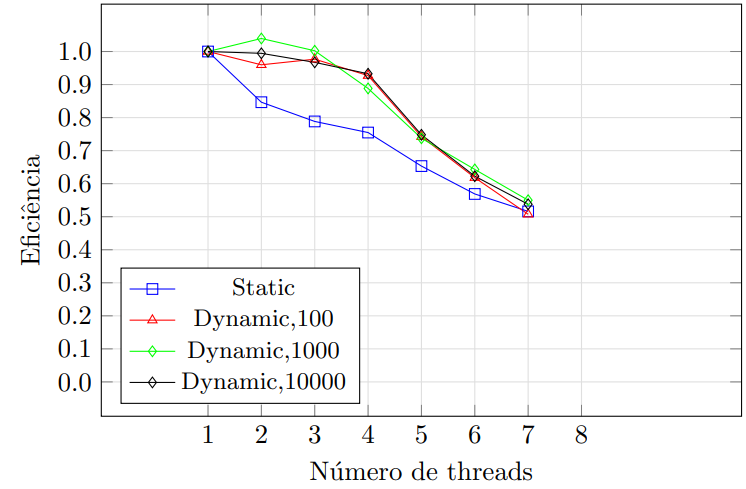 1.0
0.9
0.8
0.7
0.6
0.5
0.4
0.3
0.2
0.1
0.0
Eficiência
Static
Dynamic,100
Dynamic,1000
Dynamic,10000
1 2 3 4 5 6 7 8
Número de threads